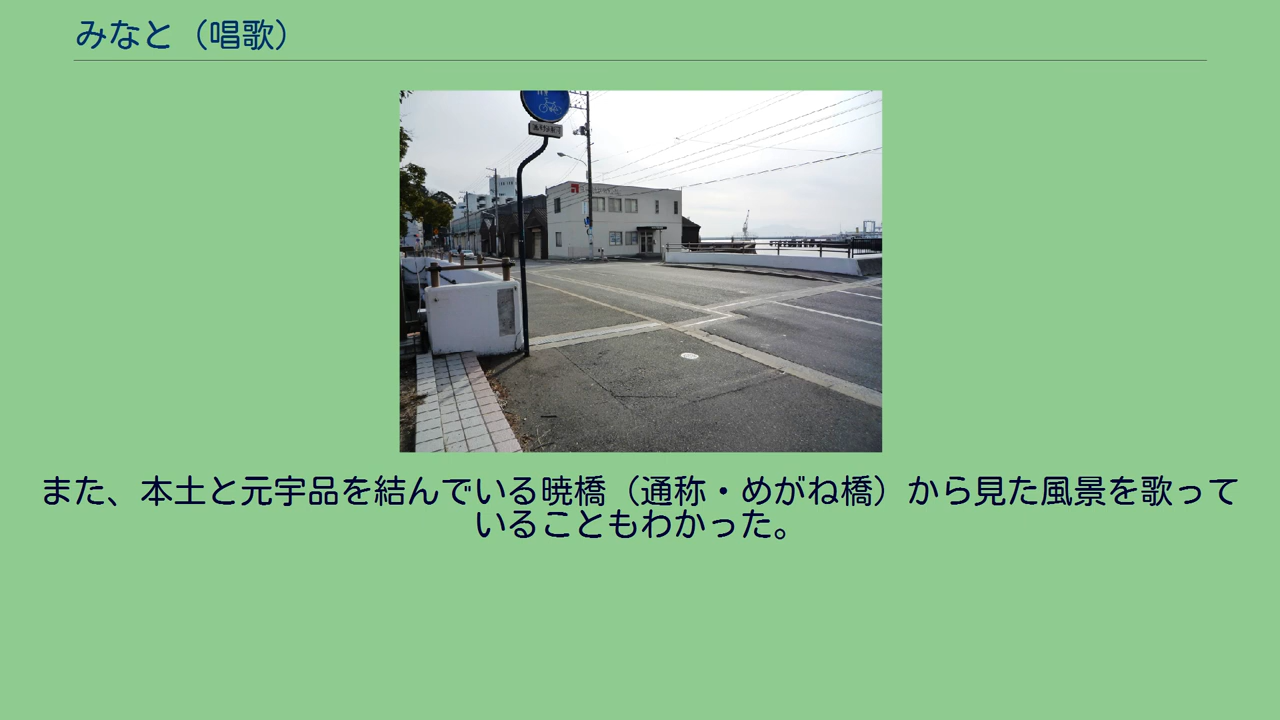 みなと（唱歌）
また、本土と元宇品を結んでいる暁橋（通称・めがね橋）から見た風景を歌って
いることもわかった。